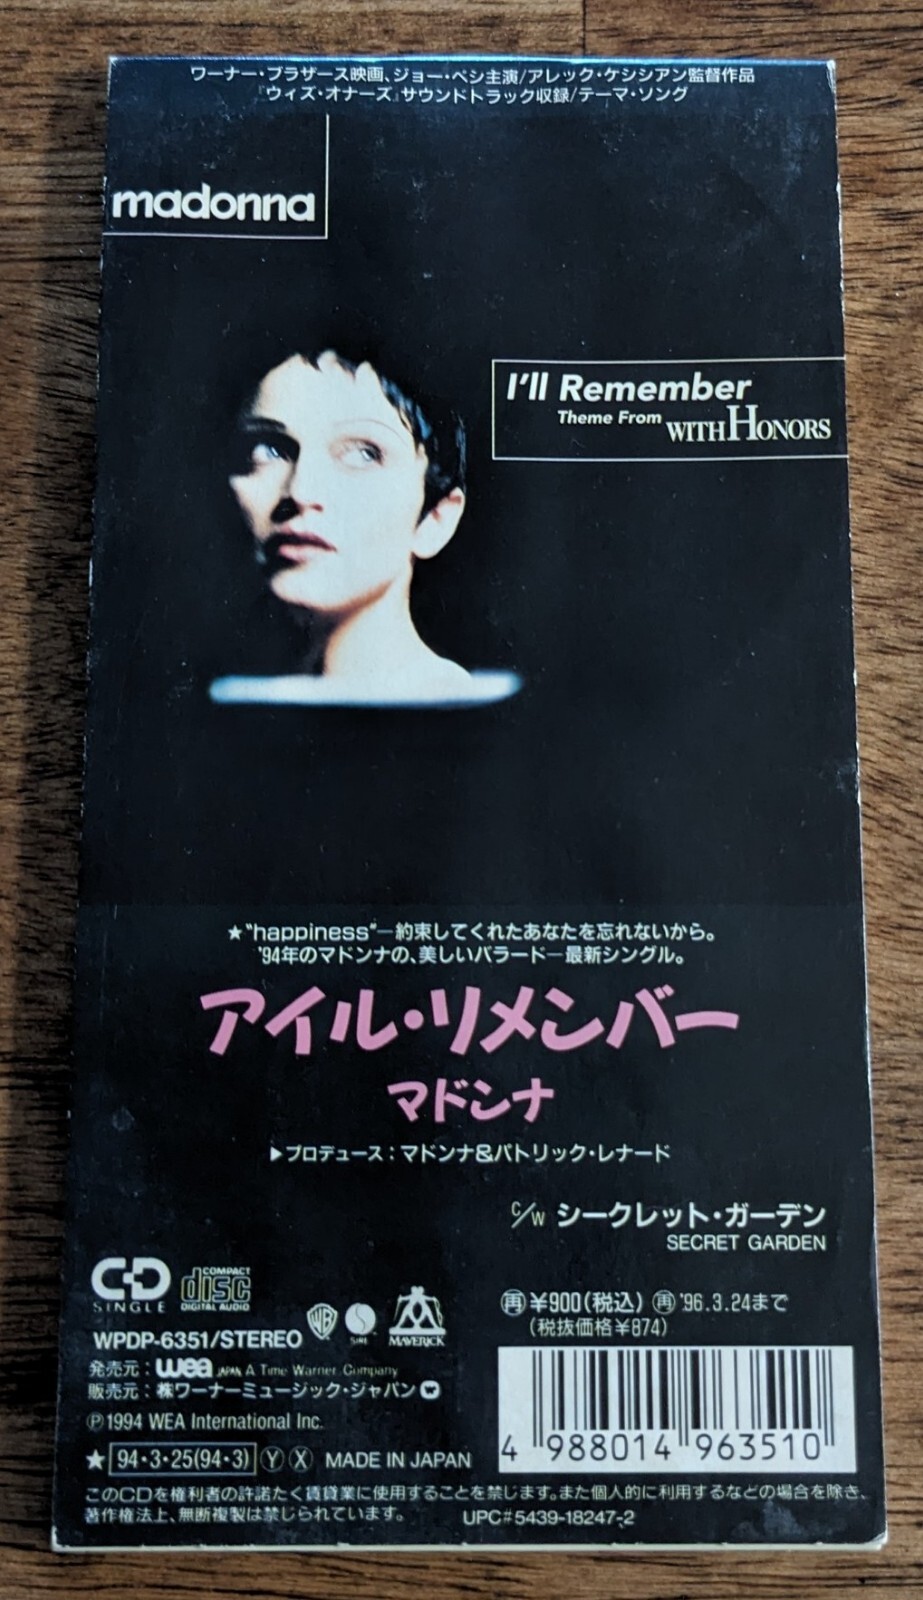 ワーナー・ブラザース映画、ジョー・ペシ主演/アレック・ケシシアン監督作品
『ウィズ・オナーズ』サウンドトラック収録/テーマ・ソング
madonna
I'll Remember
Theme From WITH HONORS
★"happiness"―約束してくれたあなたを忘れないから。
'94年のマドンナの、美しいバラード―最新シングル。
アイル・リメンバー
マドンナ
▶プロデュース：マドンナ&パトリック・レナード
C/W シークレット・ガーデン
SECRET GARDEN
CD SINGLE
COMPACT disc DIGITAL AUDIO
WB SIRE MAVERICK
WPDP-6351/STEREO
発売元：wea JAPAN A Time Warner Company
販売元：㈱ワーナーミュージック・ジャパン
Ⓟ1994 WEA International Inc.
★ 94・3・25(94・3) Ⓨ Ⓧ MADE IN JAPAN
㋐再 ¥900(税込) 再 '96.3.24まで
(税抜価格¥874)
4 988014 963510
このCDを権利者の許諾なく賃貸業に使用することを禁じます。また個人的に利用するなどの場合を除き、
著作権法上、無断複製は禁じられています。
UPC#5439-18247-2